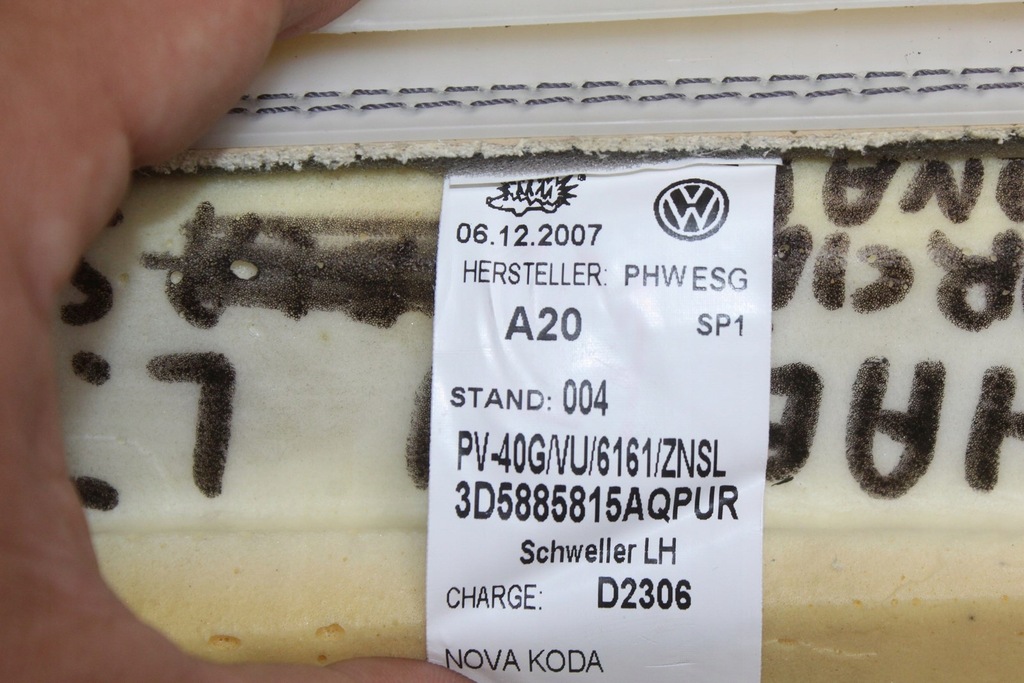 06.12.2007
HERSTELLER: PHWESG
A20 SP1
STAND: 004
PV-40G/VU/6161/ZNSL
3D5885815AQPUR
Schweller LH
CHARGE: D2306
NOVA KODA